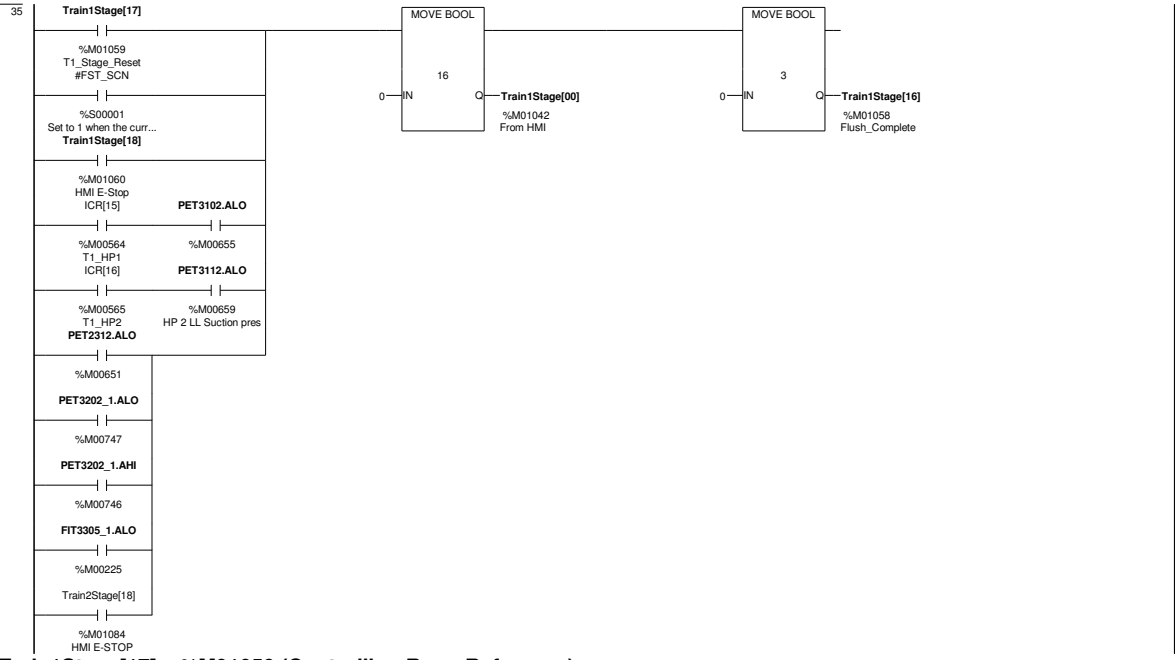 35
Train1Stage[17]
%M01059
T1_Stage_Reset
#FST_SCN
%S00001
Set to 1 when the curr...
Train1Stage[18]
%M01060
HMI E-Stop
ICR[15] PET3102.ALO
%M00564 %M00655
T1_HP1
ICR[16] PET3112.ALO
%M00565 %M00659
T1_HP2 HP 2 LL Suction pres
PET2312.ALO
%M00651
PET3202_1.ALO
%M00747
PET3202_1.AHI
%M00746
FIT3305_1.ALO
%M00225
Train2Stage[18]
%M01084
HMI E-STOP
MOVE BOOL
16
0 IN Q Train1Stage[00]
%M01042
From HMI
MOVE BOOL
3
0 IN Q Train1Stage[16]
%M01058
Flush_Complete